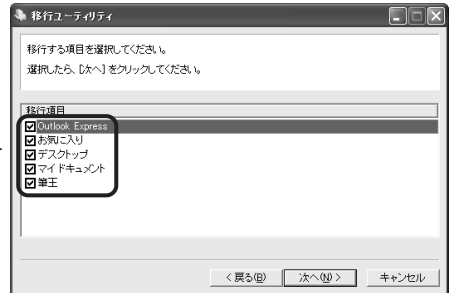 移行ユーティリティ
移行する項目を選択してください。
選択したら、[次へ]をクリックしてください。
移行項目
Outlook Express
お気に入り
デスクトップ
マイドキュメント
筆王
< 戻る(B)
次へ(N) >
キャンセル